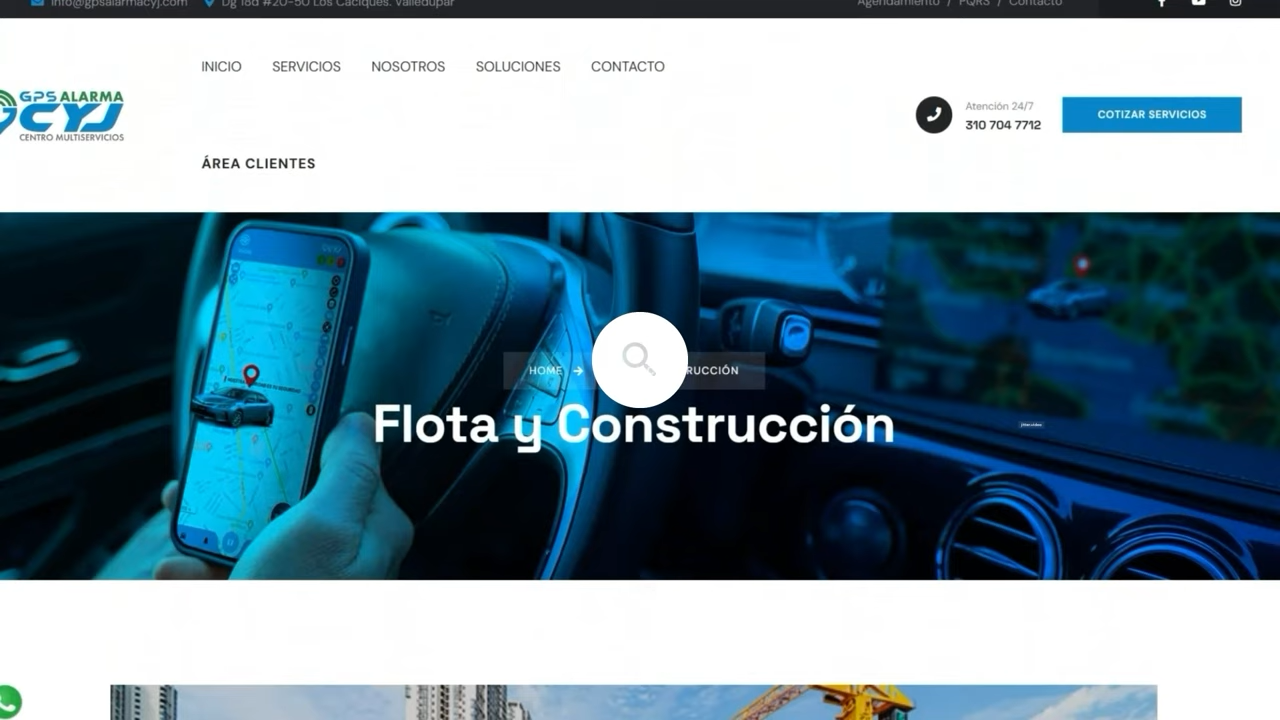 info@gpsalarmacyj.com
Dg 18d #20-50 Los Caciques. Valledupar
Agendamiento / PQRS / Contacto
INICIO
SERVICIOS
NOSOTROS
SOLUCIONES
CONTACTO
GPS ALARMA
CYJ
CENTRO MULTISERVICIOS
Atención 24/7
310 704 7712
COTIZAR SERVICIOS
ÁREA CLIENTES
HOME → RUCCIÓN
Flota y Construcción